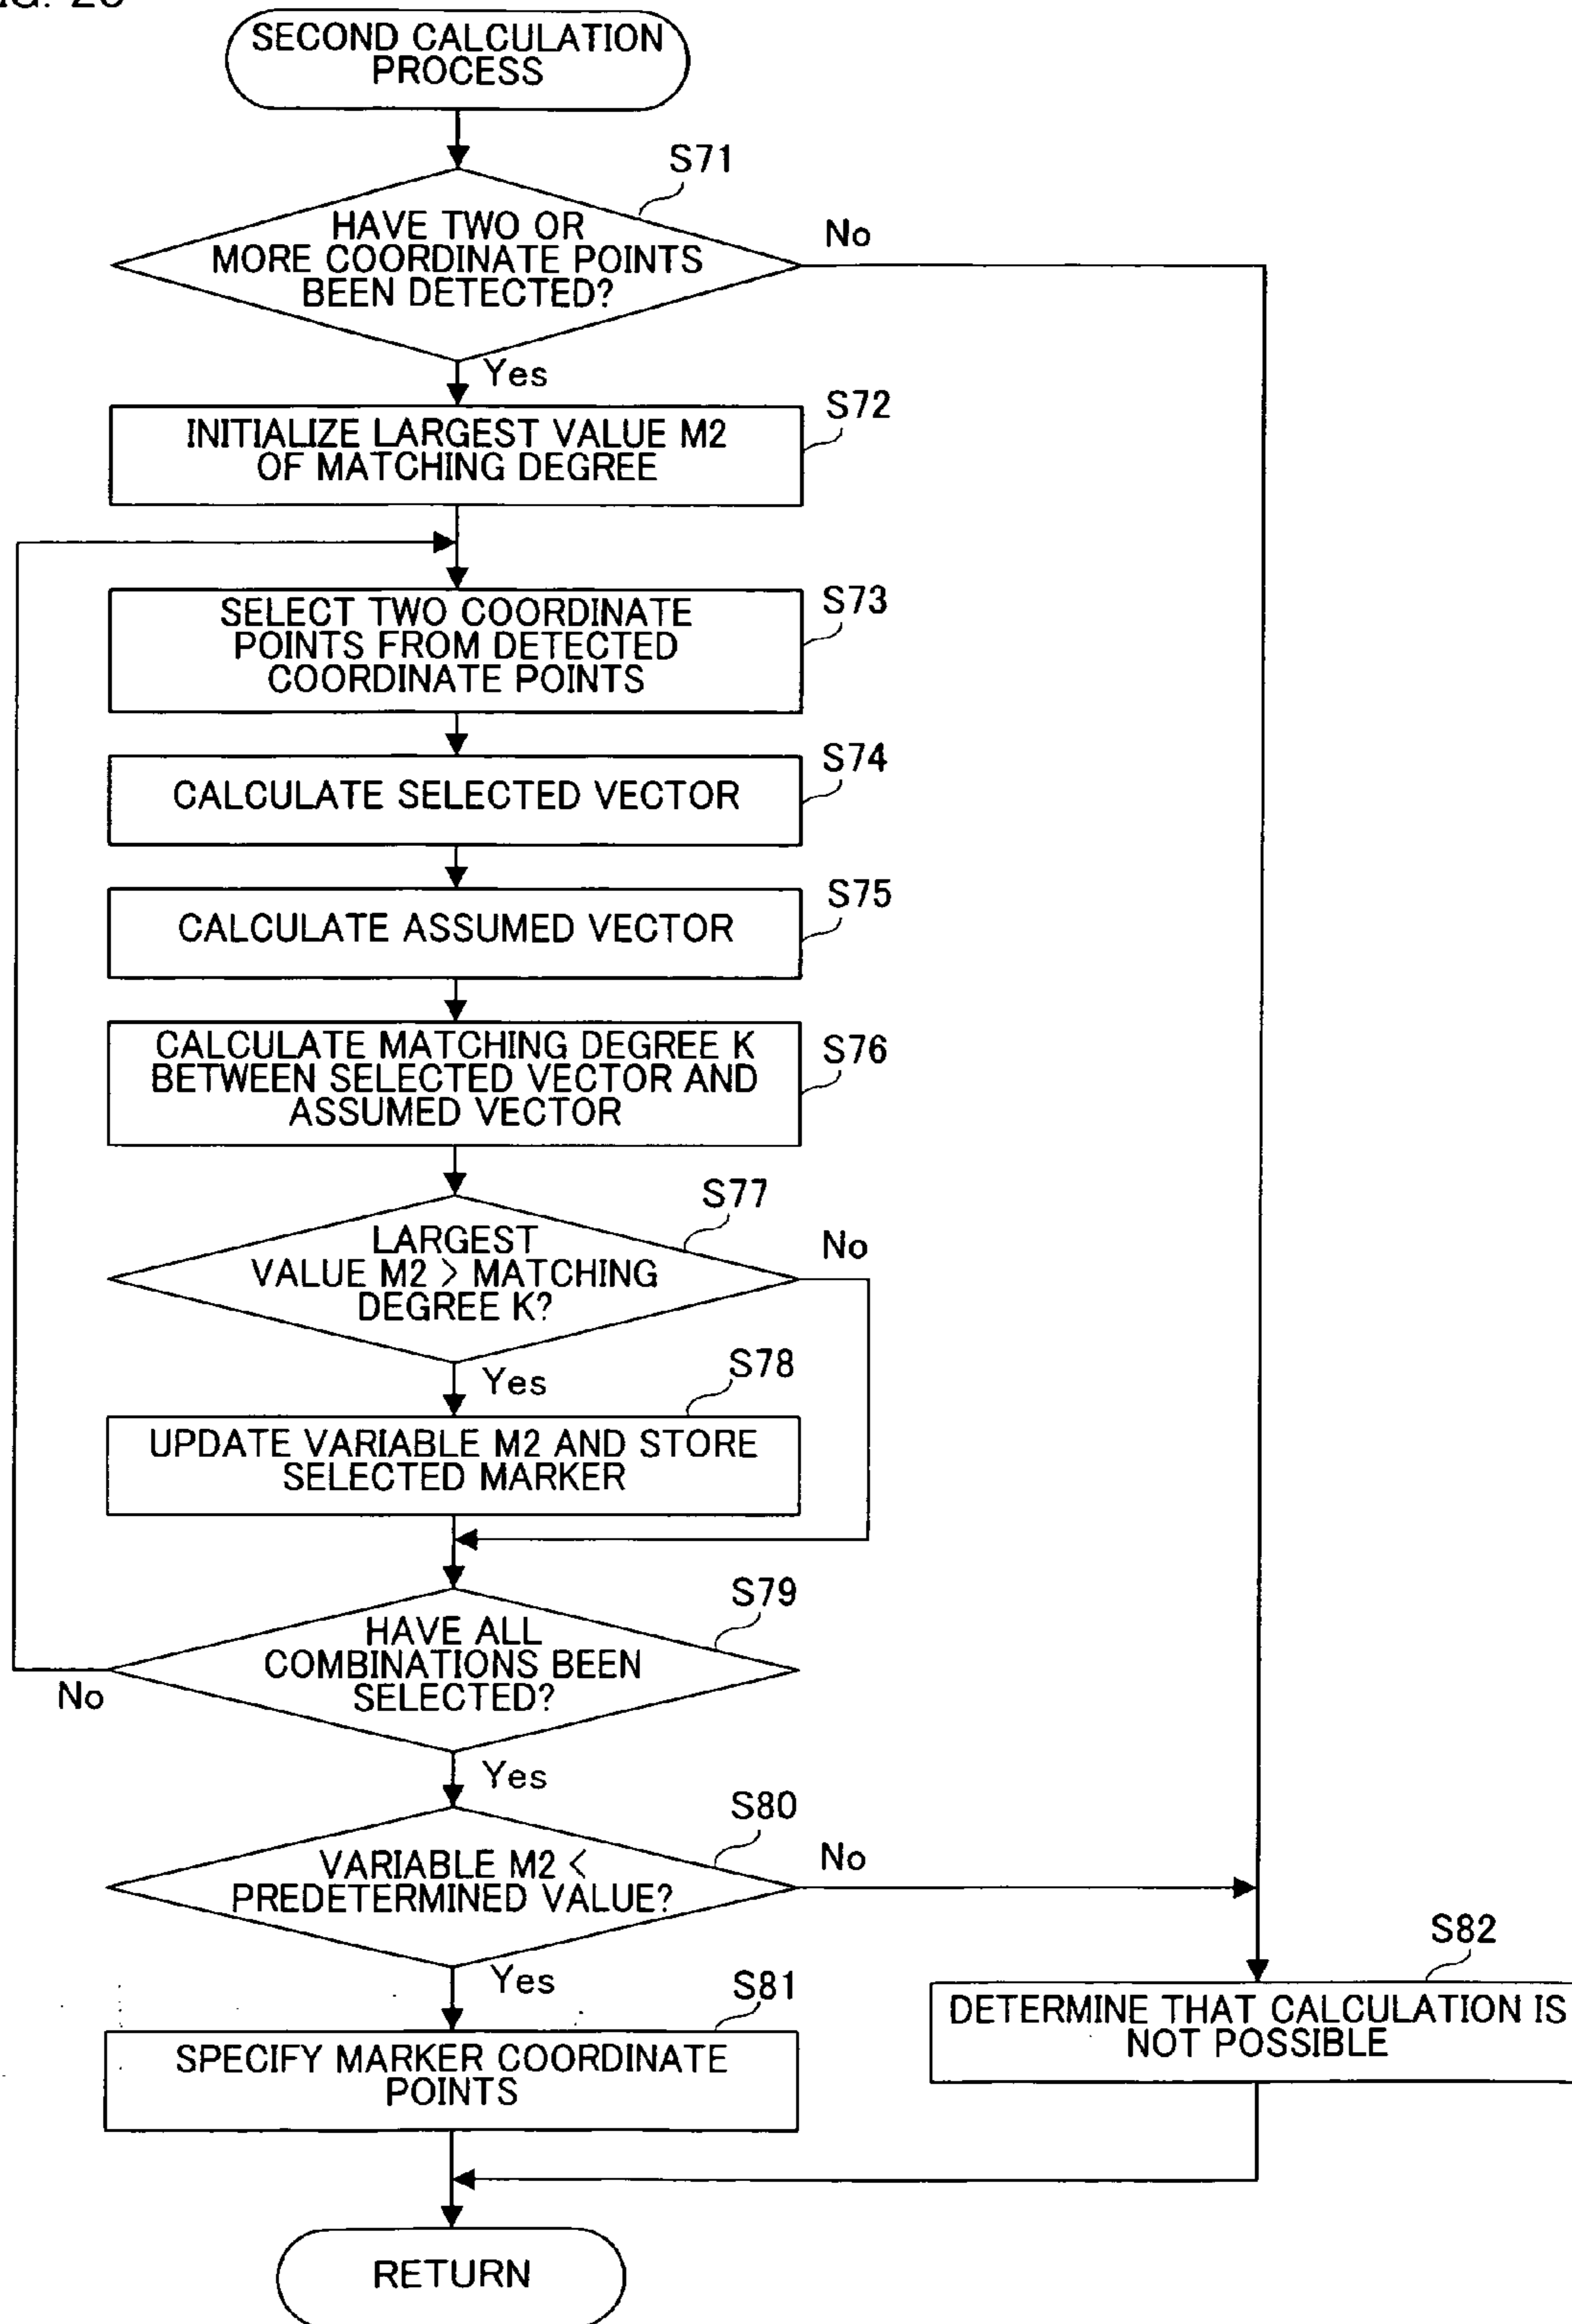 SECOND CALCULATION
PROCESS
S71
HAVE TWO OR
MORE COORDINATE POINTS
BEEN DETECTED?
No
Yes
S72
INITIALIZE LARGEST VALUE M2
OF MATCHING DEGREE
S73
SELECT TWO COORDINATE
POINTS FROM DETECTED
COORDINATE POINTS
S74
CALCULATE SELECTED VECTOR
S75
CALCULATE ASSUMED VECTOR
S76
CALCULATE MATCHING DEGREE K
BETWEEN SELECTED VECTOR AND
ASSUMED VECTOR
S77
LARGEST
VALUE M2 > MATCHING
DEGREE K?
No
Yes
S78
UPDATE VARIABLE M2 AND STORE
SELECTED MARKER
S79
HAVE ALL
COMBINATIONS BEEN
SELECTED?
No
Yes
S80
VARIABLE M2 <
PREDETERMINED VALUE?
No
Yes
S81
SPECIFY MARKER COORDINATE
POINTS
S82
DETERMINE THAT CALCULATION IS
NOT POSSIBLE
RETURN